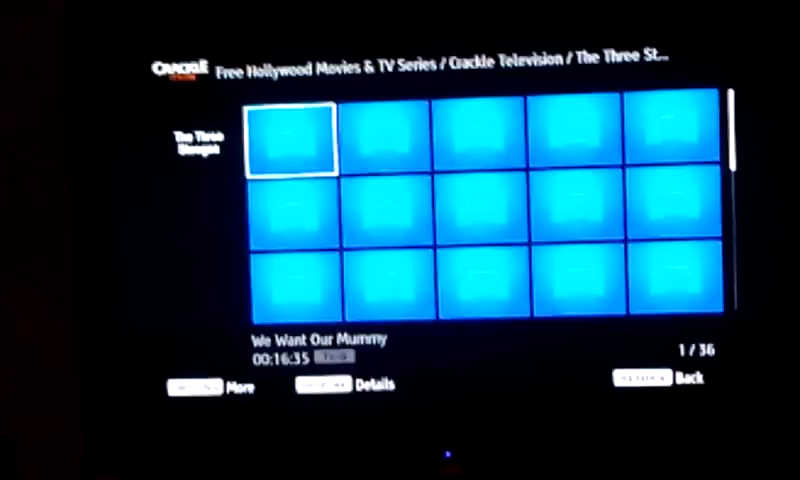 CRACKLE
Free Hollywood Movies & TV Series / Crackle Television / The Three St...
The Three
Stooges
We Want Our Mummy
00:16:35
1 / 36
More
Details
RETURN Back